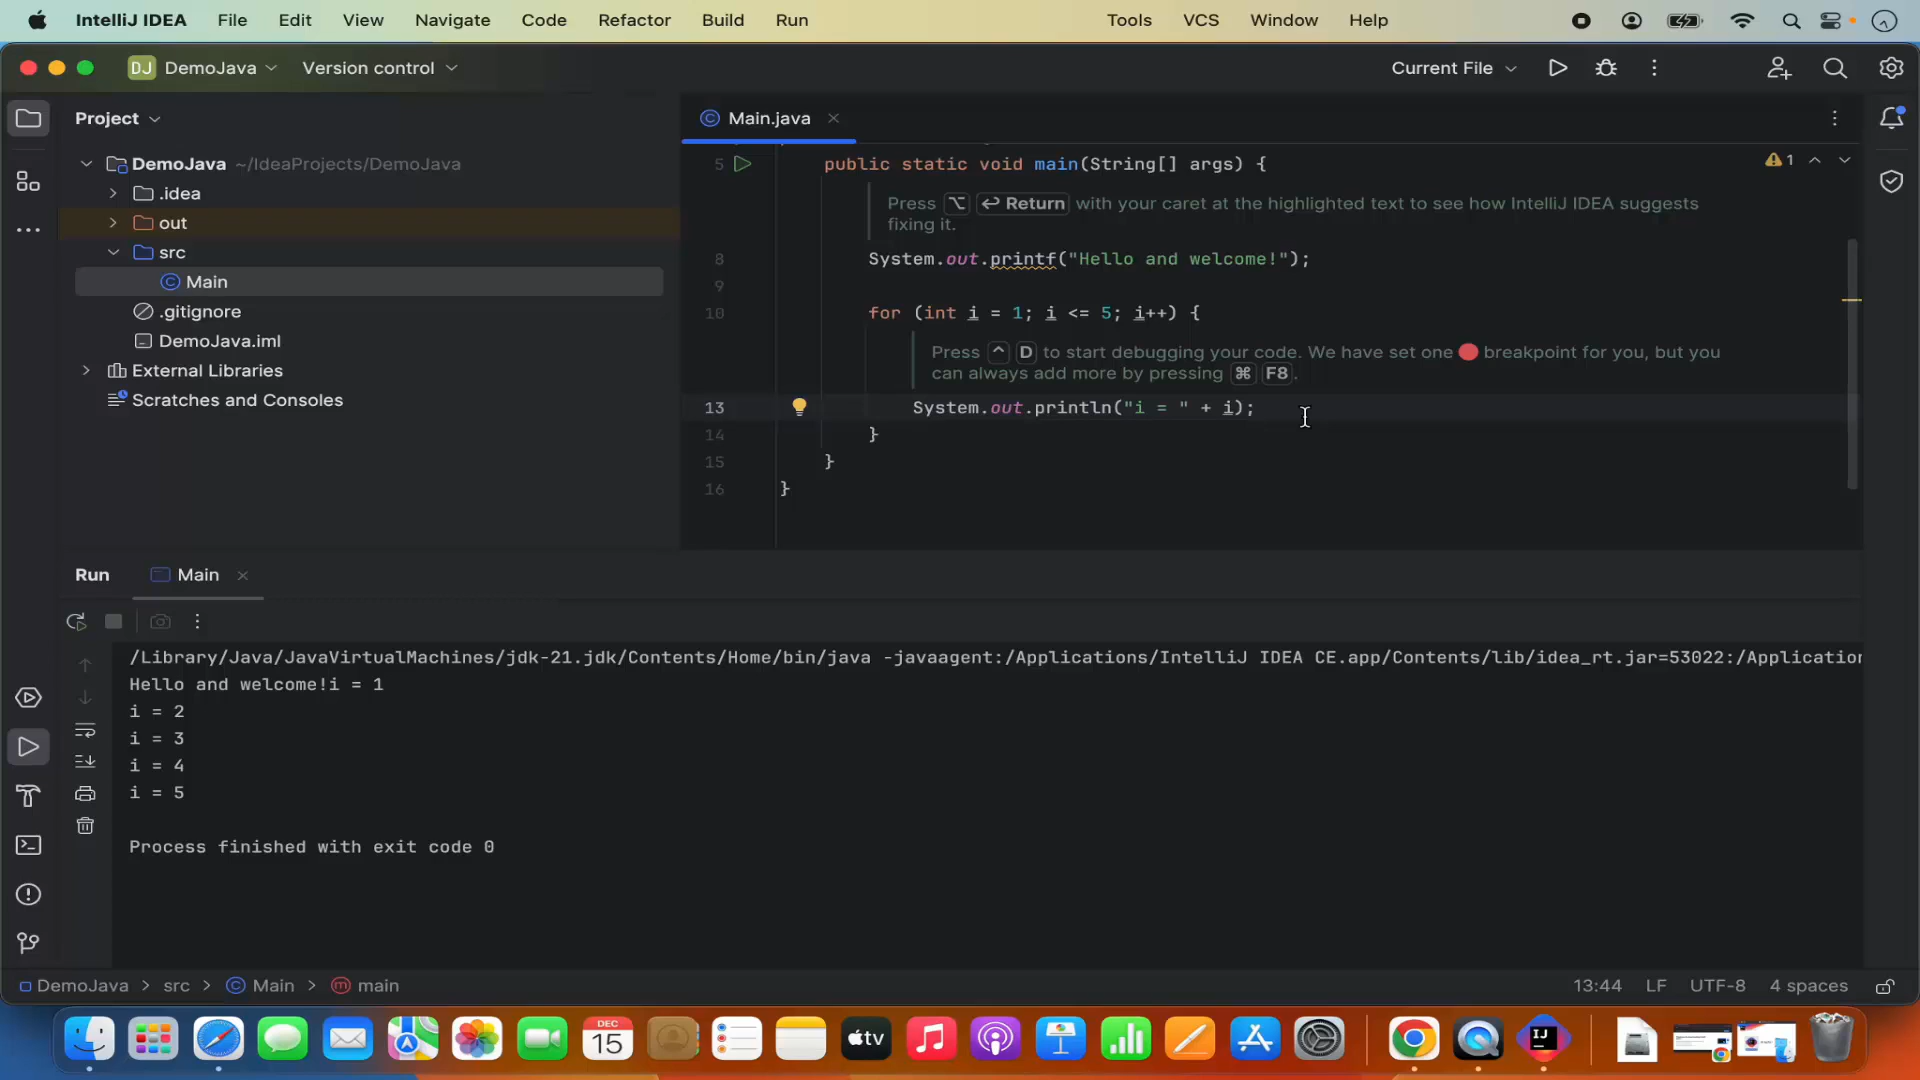 IntelliJ IDEA File Edit View Navigate Code Refactor Build Run Tools VCS Window Help
DJ DemoJava Version control Current File
Project
DemoJava ~/IdeaProjects/DemoJava
.idea
out
src
Main
.gitignore
DemoJava.iml
External Libraries
Scratches and Consoles
Main.java
5 public static void main(String[] args) {
1
Press ⌥ ↩ Return with your caret at the highlighted text to see how IntelliJ IDEA suggests
fixing it.
8 System.out.printf("Hello and welcome!");
9
10 for (int i = 1; i <= 5; i++) {
Press ^ D to start debugging your code. We have set one breakpoint for you, but you
can always add more by pressing ⌘ F8.
13 System.out.println("i = " + i);
14 }
15 }
16 }
Run Main
/Library/Java/JavaVirtualMachines/jdk-21.jdk/Contents/Home/bin/java -javaagent:/Applications/IntelliJ IDEA CE.app/Contents/lib/idea_rt.jar=53022:/Application
Hello and welcome!i = 1
i = 2
i = 3
i = 4
i = 5
Process finished with exit code 0
DemoJava > src > Main > main 13:44 LF UTF-8 4 spaces
DEC
15
tv
IJ